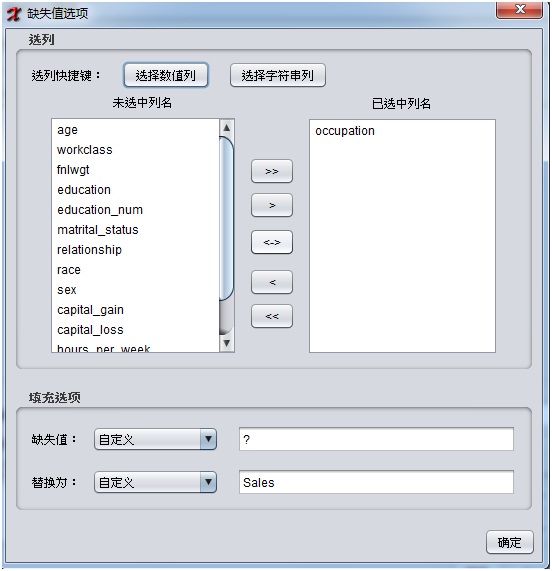 缺失值选项
选列
选列快捷键：
选择数值列
选择字符串列
未选中列名
已选中列名
age
workclass
fnlwgt
education
education_num
matrital_status
relationship
race
sex
capital_gain
capital_loss
hours_per_week
>>
>
<->
<
<<
occupation
填充选项
缺失值：
自定义
?
替换为：
自定义
Sales
确定